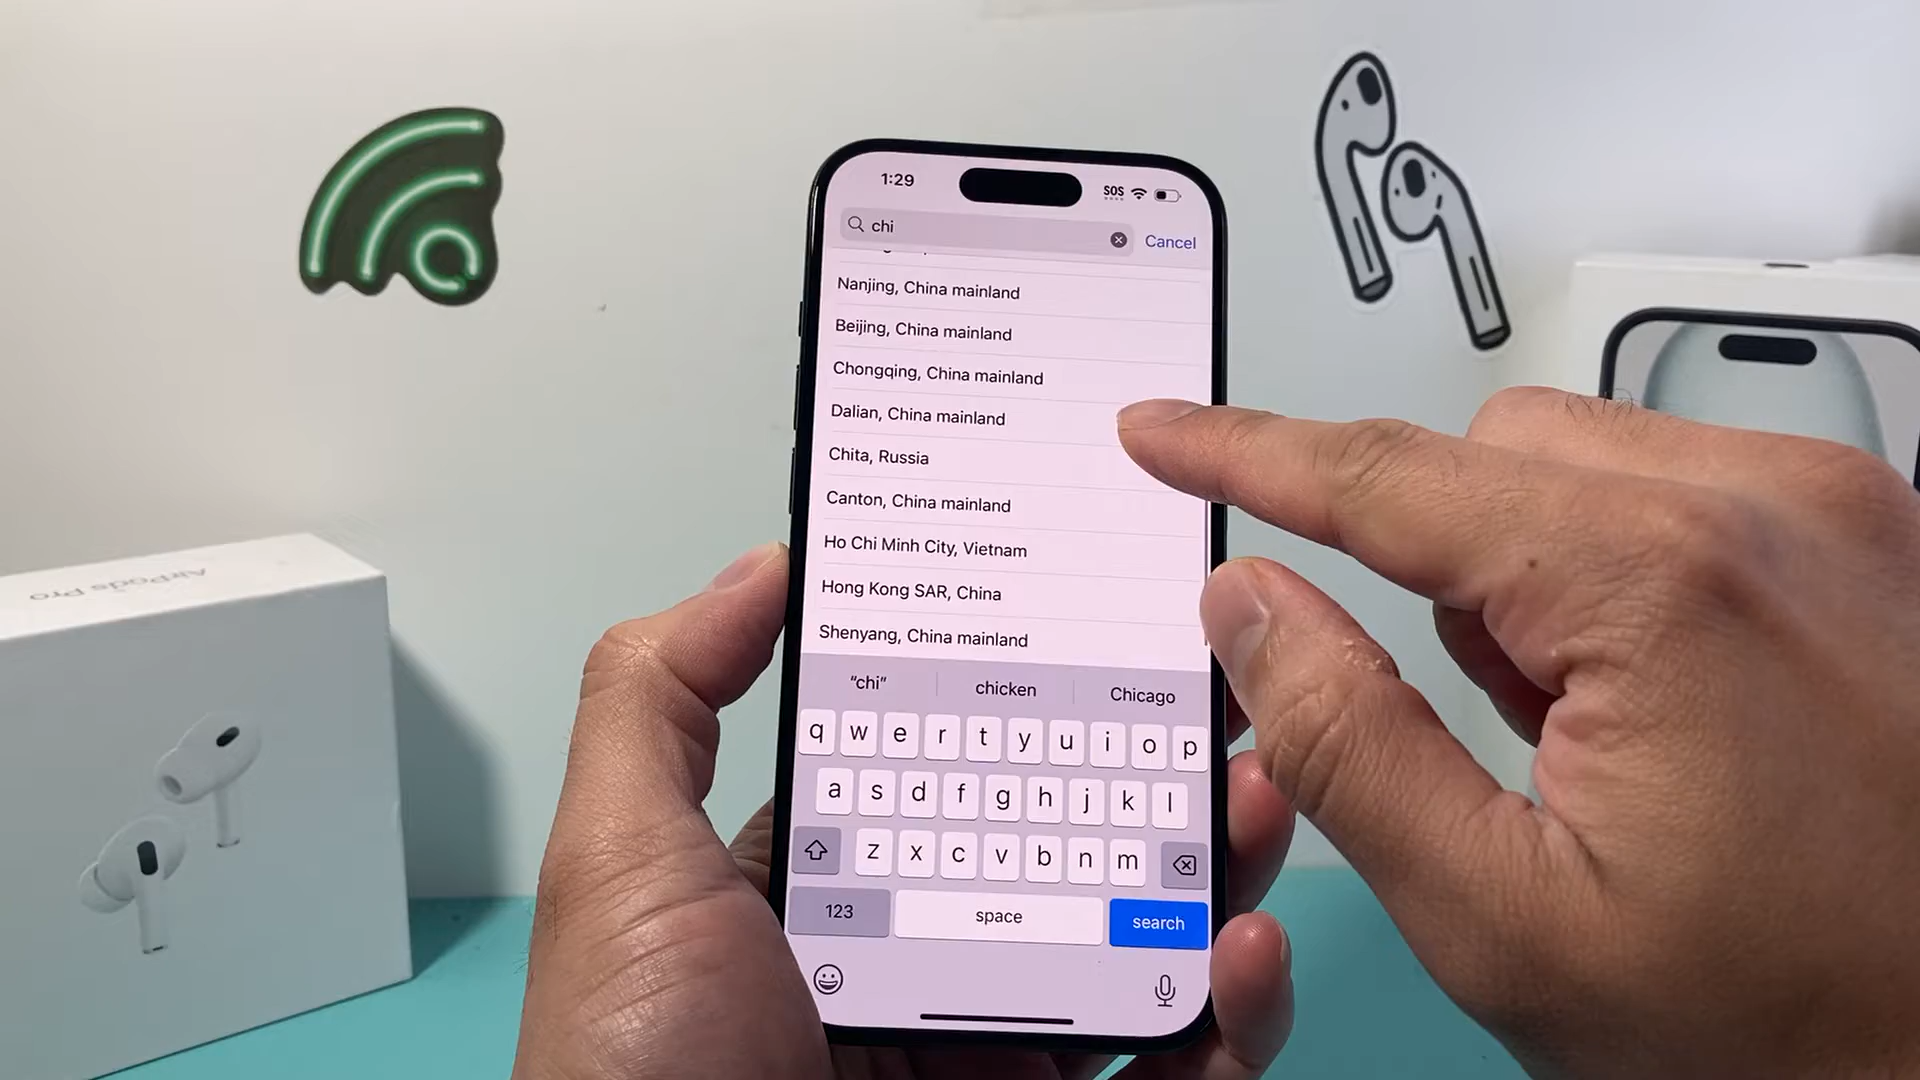 1:29
SOS
chi
Cancel
Nanjing, China mainland
Beijing, China mainland
Chongqing, China mainland
Dalian, China mainland
Chita, Russia
Canton, China mainland
Ho Chi Minh City, Vietnam
Hong Kong SAR, China
Shenyang, China mainland
“chi”
chicken
Chicago
q w e r t y u i o p
a s d f g h j k l
z x c v b n m
123
space
search
AirPods Pro